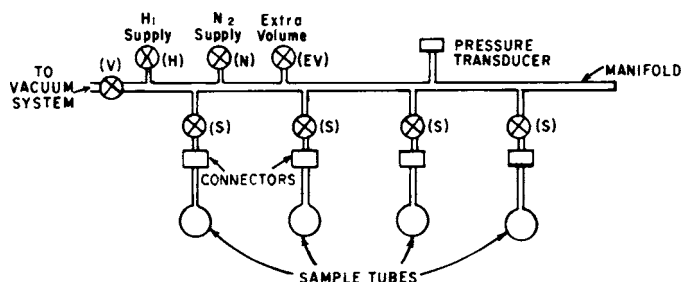 H₁ Supply
N₂ Supply
Extra Volume
PRESSURE TRANSDUCER
MANIFOLD
TO VACUUM SYSTEM
(V)
(H)
(N)
(EV)
(S)
(S)
(S)
(S)
CONNECTORS
SAMPLE TUBES